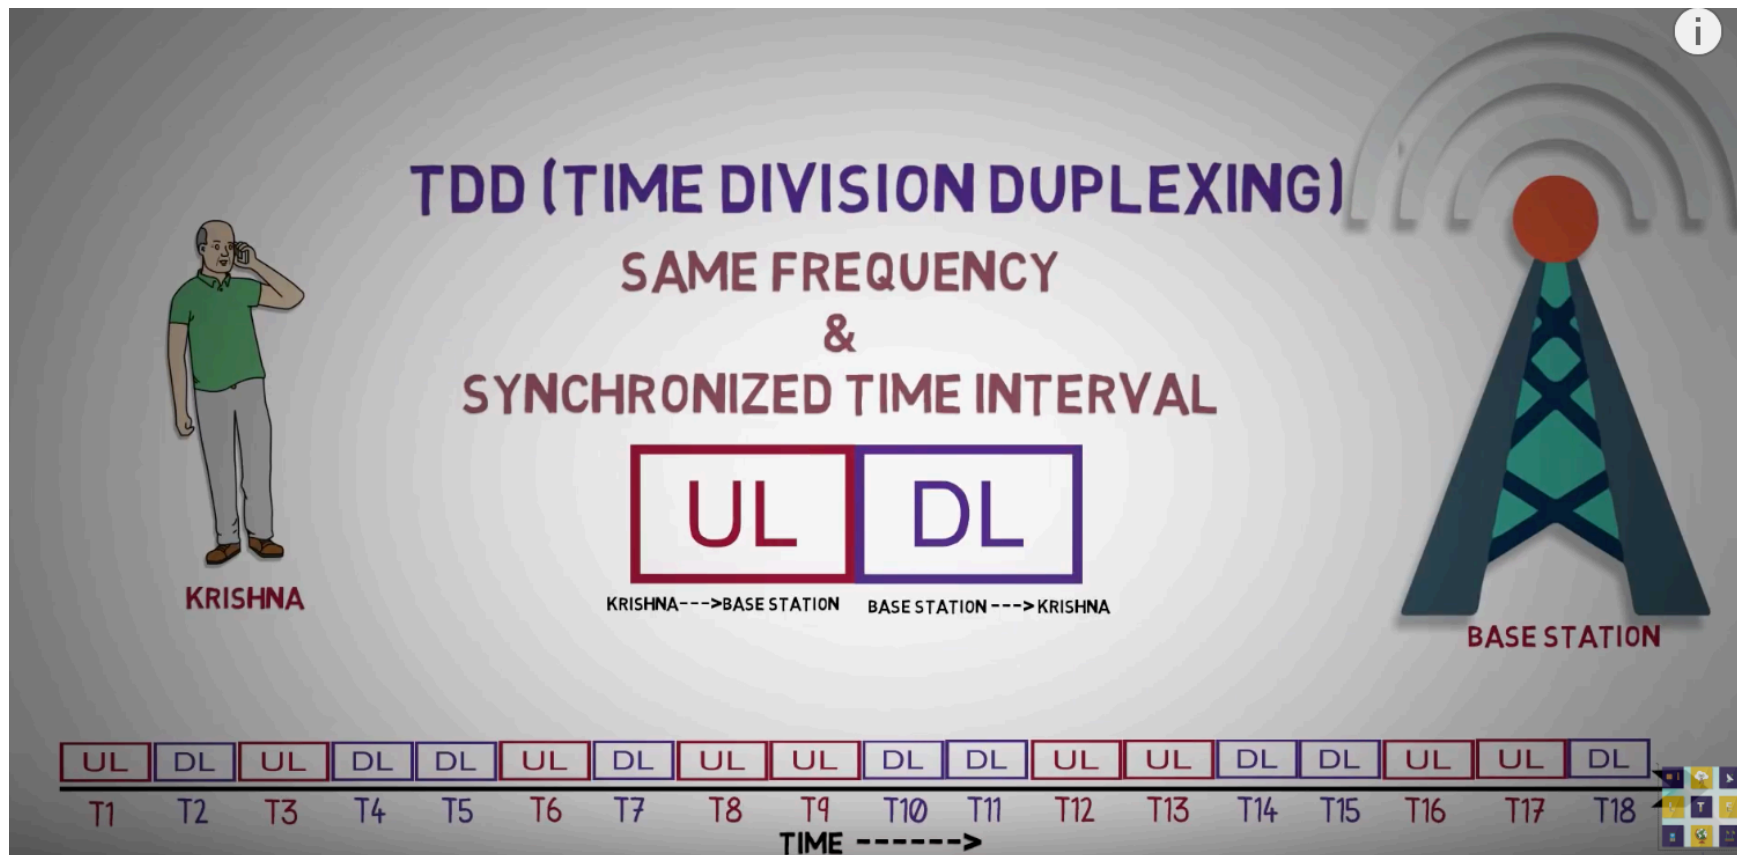 i
TDD (TIME DIVISION DUPLEXING)
SAME FREQUENCY
&
SYNCHRONIZED TIME INTERVAL
UL DL
KRISHNA--->BASE STATION BASE STATION --->KRISHNA
KRISHNA
BASE STATION
UL DL UL DL DL UL DL UL UL DL DL UL UL DL DL UL UL DL
T1 T2 T3 T4 T5 T6 T7 T8 T9 T10 T11 T12 T13 T14 T15 T16 T17 T18
TIME ------>
T